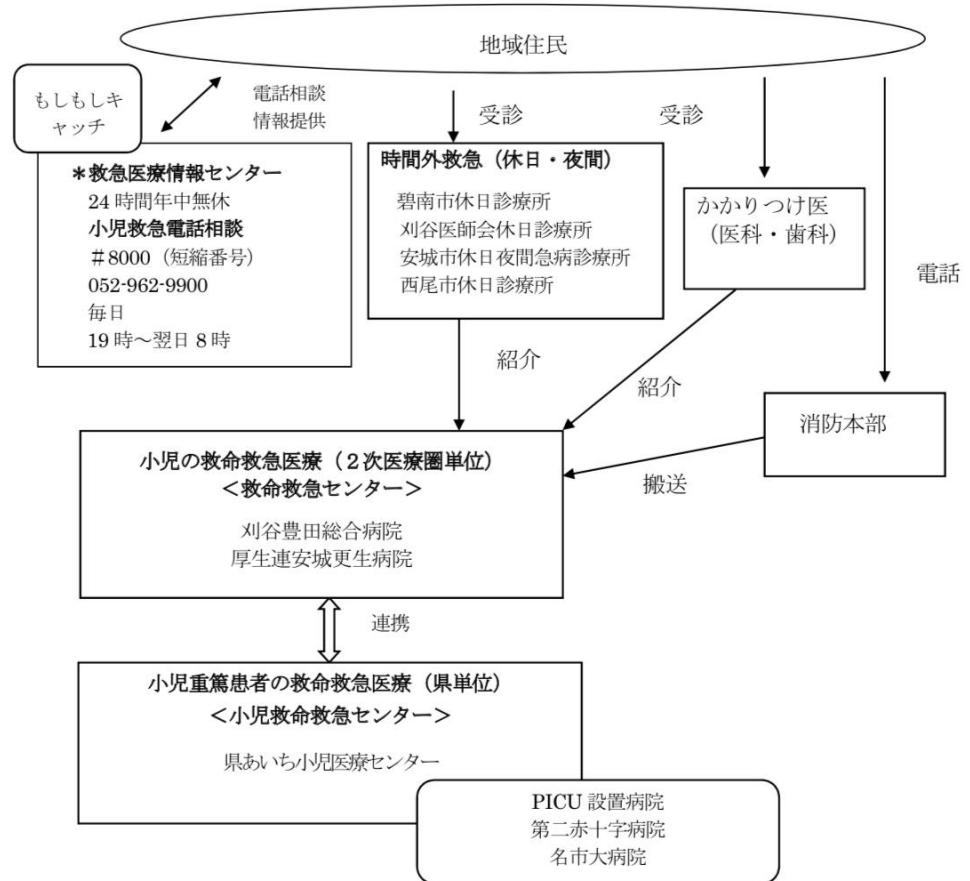 地域住民
もしもしキ
ャッチ
電話相談
情報提供
受診
受診
＊救急医療情報センター
24時間年中無休
小児救急電話相談
＃8000（短縮番号）
052-962-9900
毎日
19時～翌日8時
時間外救急（休日・夜間）
碧南市休日診療所
刈谷医師会休日診療所
安城市休日夜間急病診療所
西尾市休日診療所
かかりつけ医
（医科・歯科）
電話
紹介
紹介
消防本部
搬送
小児の救命救急医療（２次医療圏単位）
＜救命救急センター＞
刈谷豊田総合病院
厚生連安城更生病院
連携
小児重篤患者の救命救急医療（県単位）
＜小児救命救急センター＞
県あいち小児医療センター
PICU設置病院
第二赤十字病院
名市大病院